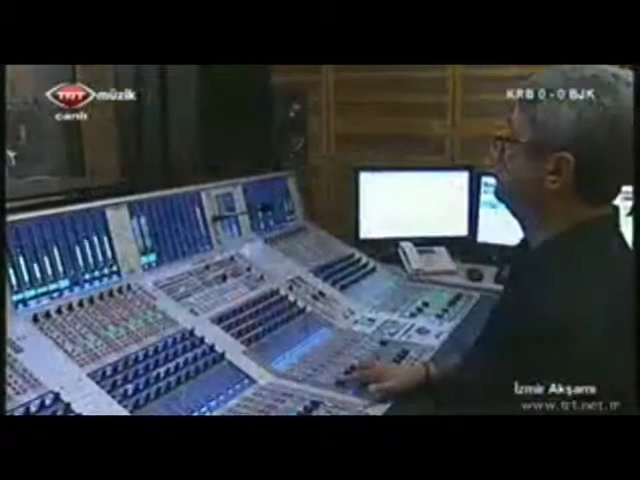 TRT müzik
canlı
KRB 0 - 0 BJK
İzmir Akşamı
www.trt.net.tr